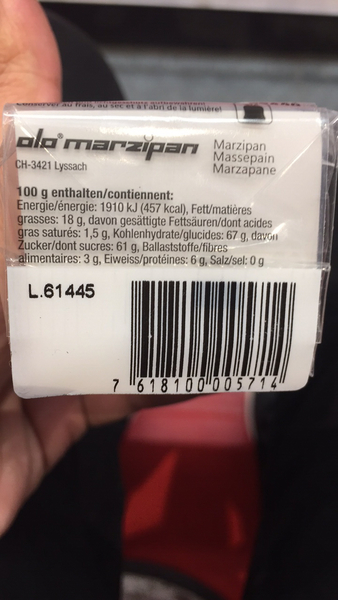 au frais, au sec et à l'abri de la lumière!
olo® marzipan
Marzipan
Massepain
Marzapane
CH-3421 Lyssach
100 g enthalten/contiennent:
Energie/énergie: 1910 kJ (457 kcal), Fett/matières
grasses: 18 g, davon gesättigte Fettsäuren/dont acides
gras saturés: 1,5 g, Kohlenhydrate/glucides: 67 g, davon
Zucker/dont sucres: 61 g, Ballaststoffe/fibres
alimentaires: 3 g, Eiweiss/protéines: 6 g, Salz/sel: 0 g
L.61445
7 618100 005714